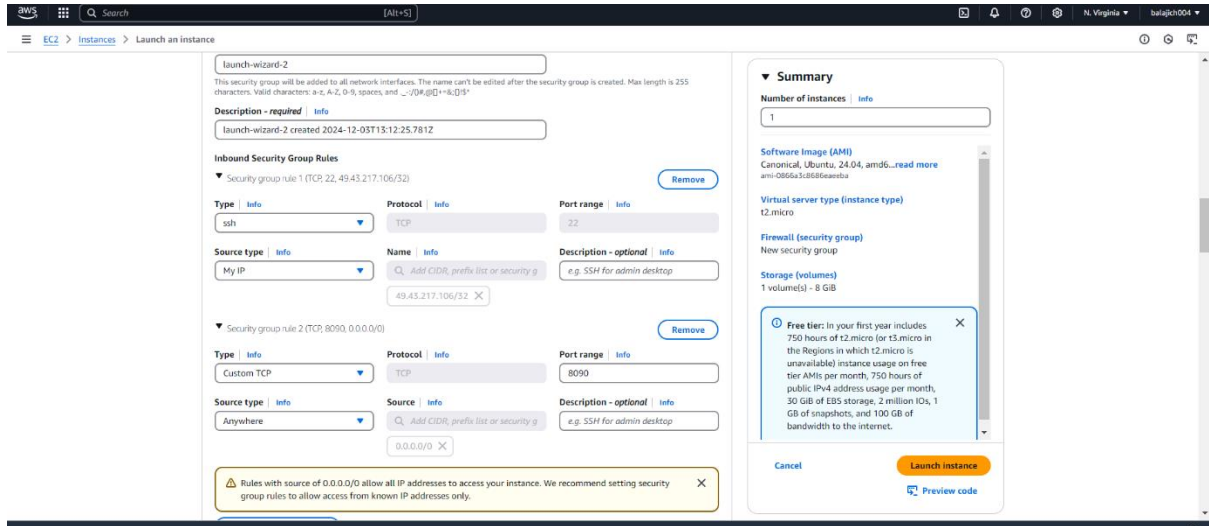 aws
Search
[Alt+S]
N. Virginia
balajich004
EC2 > Instances > Launch an instance
launch-wizard-2
This security group will be added to all network interfaces. The name can't be edited after the security group is created. Max length is 255
characters. Valid characters: a-z, A-Z, 0-9, spaces, and ._-:/()#,@[]+=&;{}!$*
Description - required | Info
launch-wizard-2 created 2024-12-03T13:12:25.781Z
Inbound Security Group Rules
Security group rule 1 (TCP, 22, 49.43.217.106/32)
Remove
Type | Info
Protocol | Info
Port range | Info
ssh
TCP
22
Source type | Info
Name | Info
Description - optional | Info
My IP
Add CIDR, prefix list or security g
e.g. SSH for admin desktop
49.43.217.106/32
Security group rule 2 (TCP, 8090, 0.0.0.0/0)
Remove
Type | Info
Protocol | Info
Port range | Info
Custom TCP
TCP
8090
Source type | Info
Source | Info
Description - optional | Info
Anywhere
Add CIDR, prefix list or security g
e.g. SSH for admin desktop
0.0.0.0/0
Rules with source of 0.0.0.0/0 allow all IP addresses to access your instance. We recommend setting security
group rules to allow access from known IP addresses only.
Summary
Number of instances | Info
1
Software Image (AMI)
Canonical, Ubuntu, 24.04, amd6...read more
ami-0866a3c8686eaeeba
Virtual server type (instance type)
t2.micro
Firewall (security group)
New security group
Storage (volumes)
1 volume(s) - 8 GiB
Free tier: In your first year includes
750 hours of t2.micro (or t3.micro in
the Regions in which t2.micro is
unavailable) instance usage on free
tier AMIs per month, 750 hours of
public IPv4 address usage per month,
30 GiB of EBS storage, 2 million IOs, 1
GB of snapshots, and 100 GB of
bandwidth to the internet.
Cancel
Launch instance
Preview code